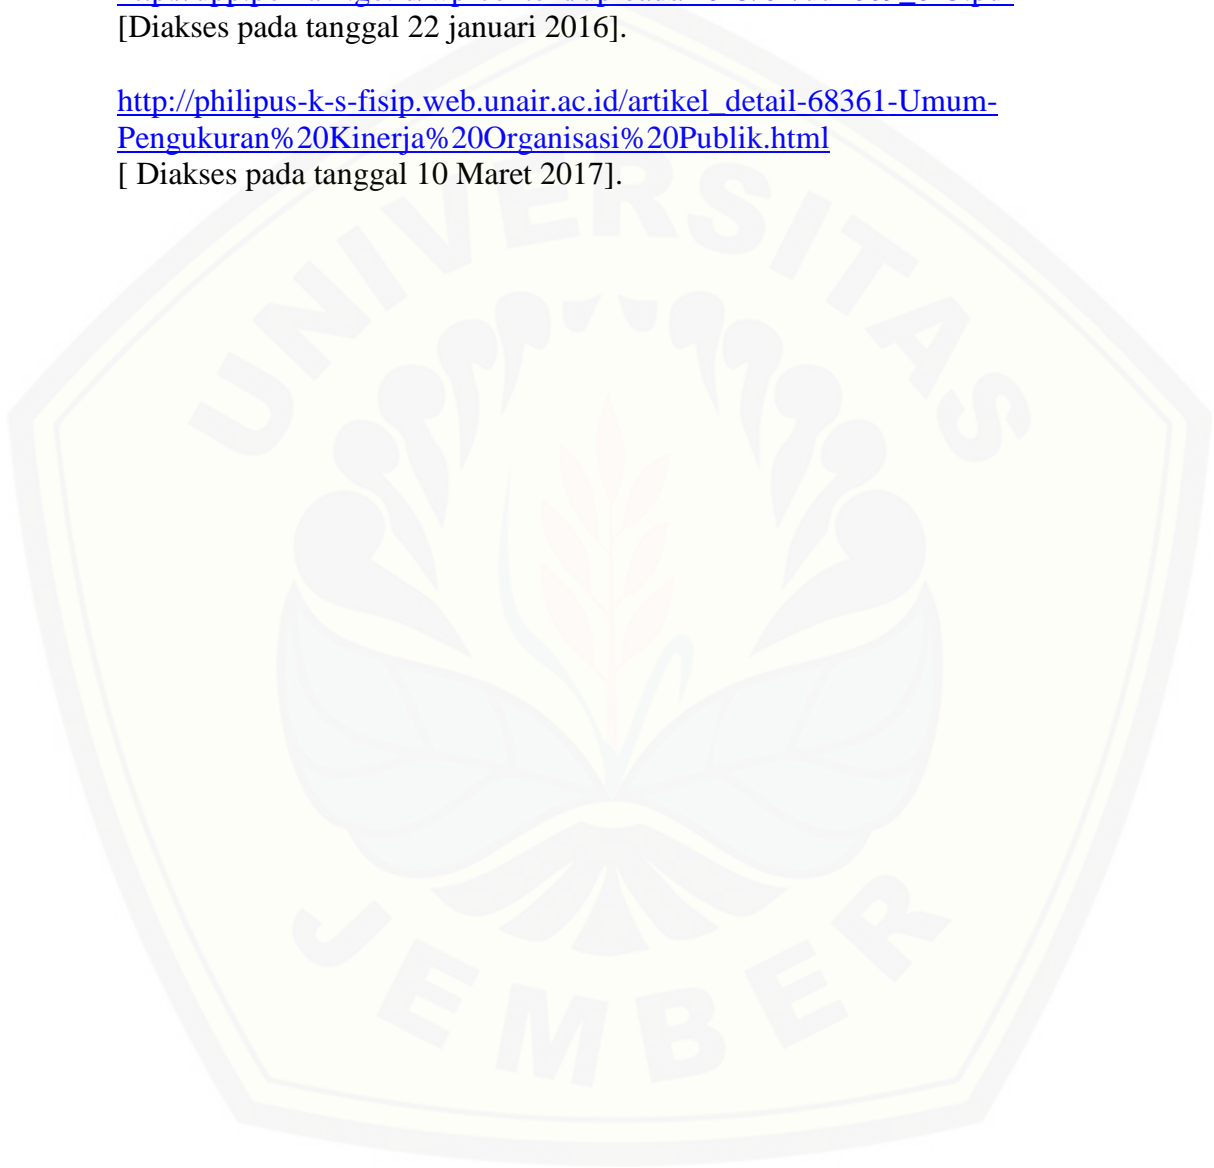 [Diakses pada tanggal 22 januari 2016].
http://philipus-k-s-fisip.web.unair.ac.id/artikel_detail-68361-Umum-
Pengukuran%20Kinerja%20Organisasi%20Publik.html
[ Diakses pada tanggal 10 Maret 2017].
UNIVERSITAS
JEMBER